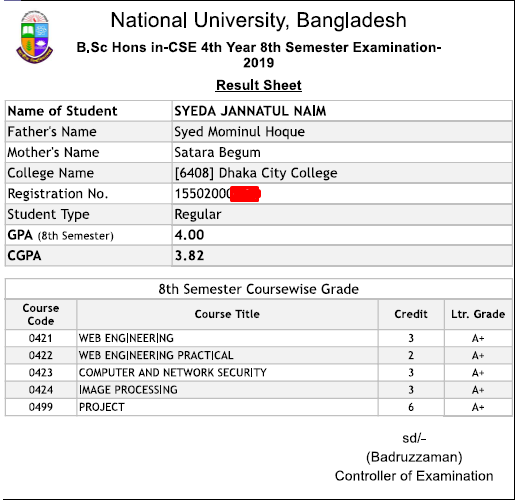 National University, Bangladesh
B.Sc Hons in-CSE 4th Year 8th Semester Examination-
2019
Result Sheet
Name of Student SYEDA JANNATUL NAIM
Father's Name Syed Mominul Hoque
Mother's Name Satara Begum
College Name [6408] Dhaka City College
Registration No. 1550200
Student Type Regular
GPA (8th Semester) 4.00
CGPA 3.82
8th Semester Coursewise Grade
Course Code Course Title Credit Ltr. Grade
0421 WEB ENGINEERING 3 A+
0422 WEB ENGINEERING PRACTICAL 2 A+
0423 COMPUTER AND NETWORK SECURITY 3 A+
0424 IMAGE PROCESSING 3 A+
0499 PROJECT 6 A+
sd/-
(Badruzzaman)
Controller of Examination